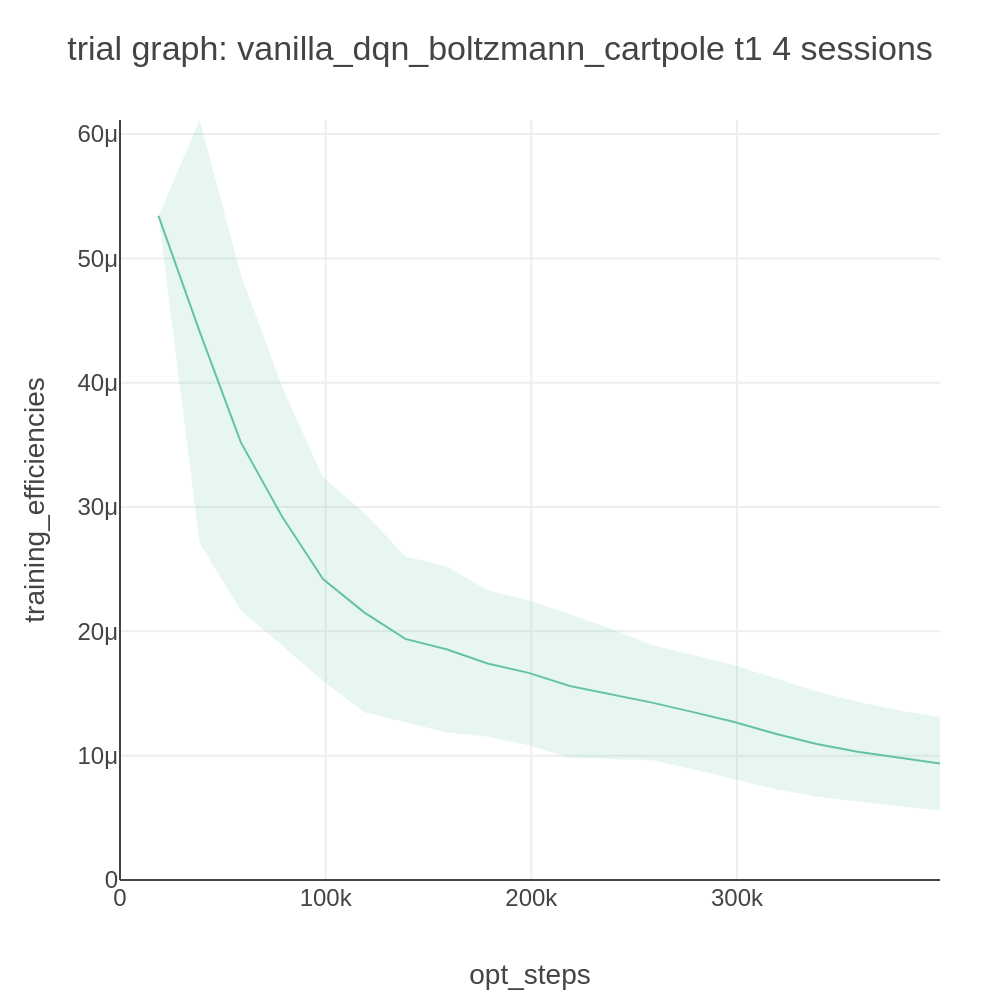 trial graph: vanilla_dqn_boltzmann_cartpole t1 4 sessions
60μ
50μ
40μ
30μ
20μ
10μ
0
training_efficiencies
0
100k
200k
300k
opt_steps